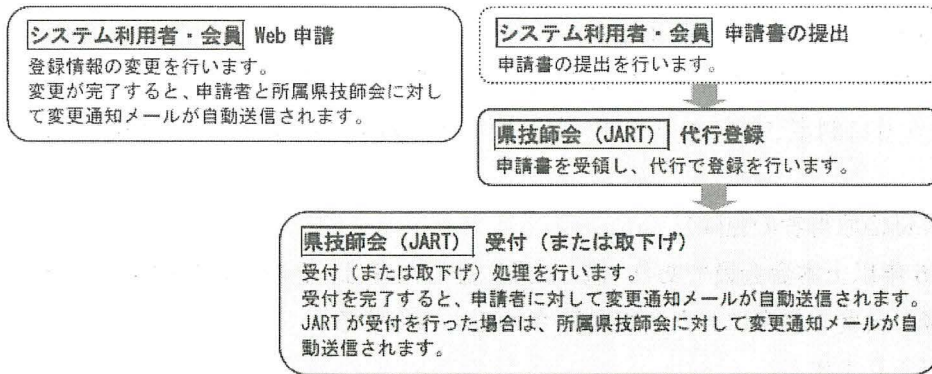 システム利用者・会員 Web 申請
登録情報の変更を行います。
変更が完了すると、申請者と所属県技師会に対し
て変更通知メールが自動送信されます。
システム利用者・会員 申請書の提出
申請書の提出を行います。
県技師会（JART） 代行登録
申請書を受領し、代行で登録を行います。
県技師会（JART） 受付（または取下げ）
受付（または取下げ）処理を行います。
受付を完了すると、申請者に対して変更通知メールが自動送信されます。
JART が受付を行った場合は、所属県技師会に対して変更通知メールが自
動送信されます。